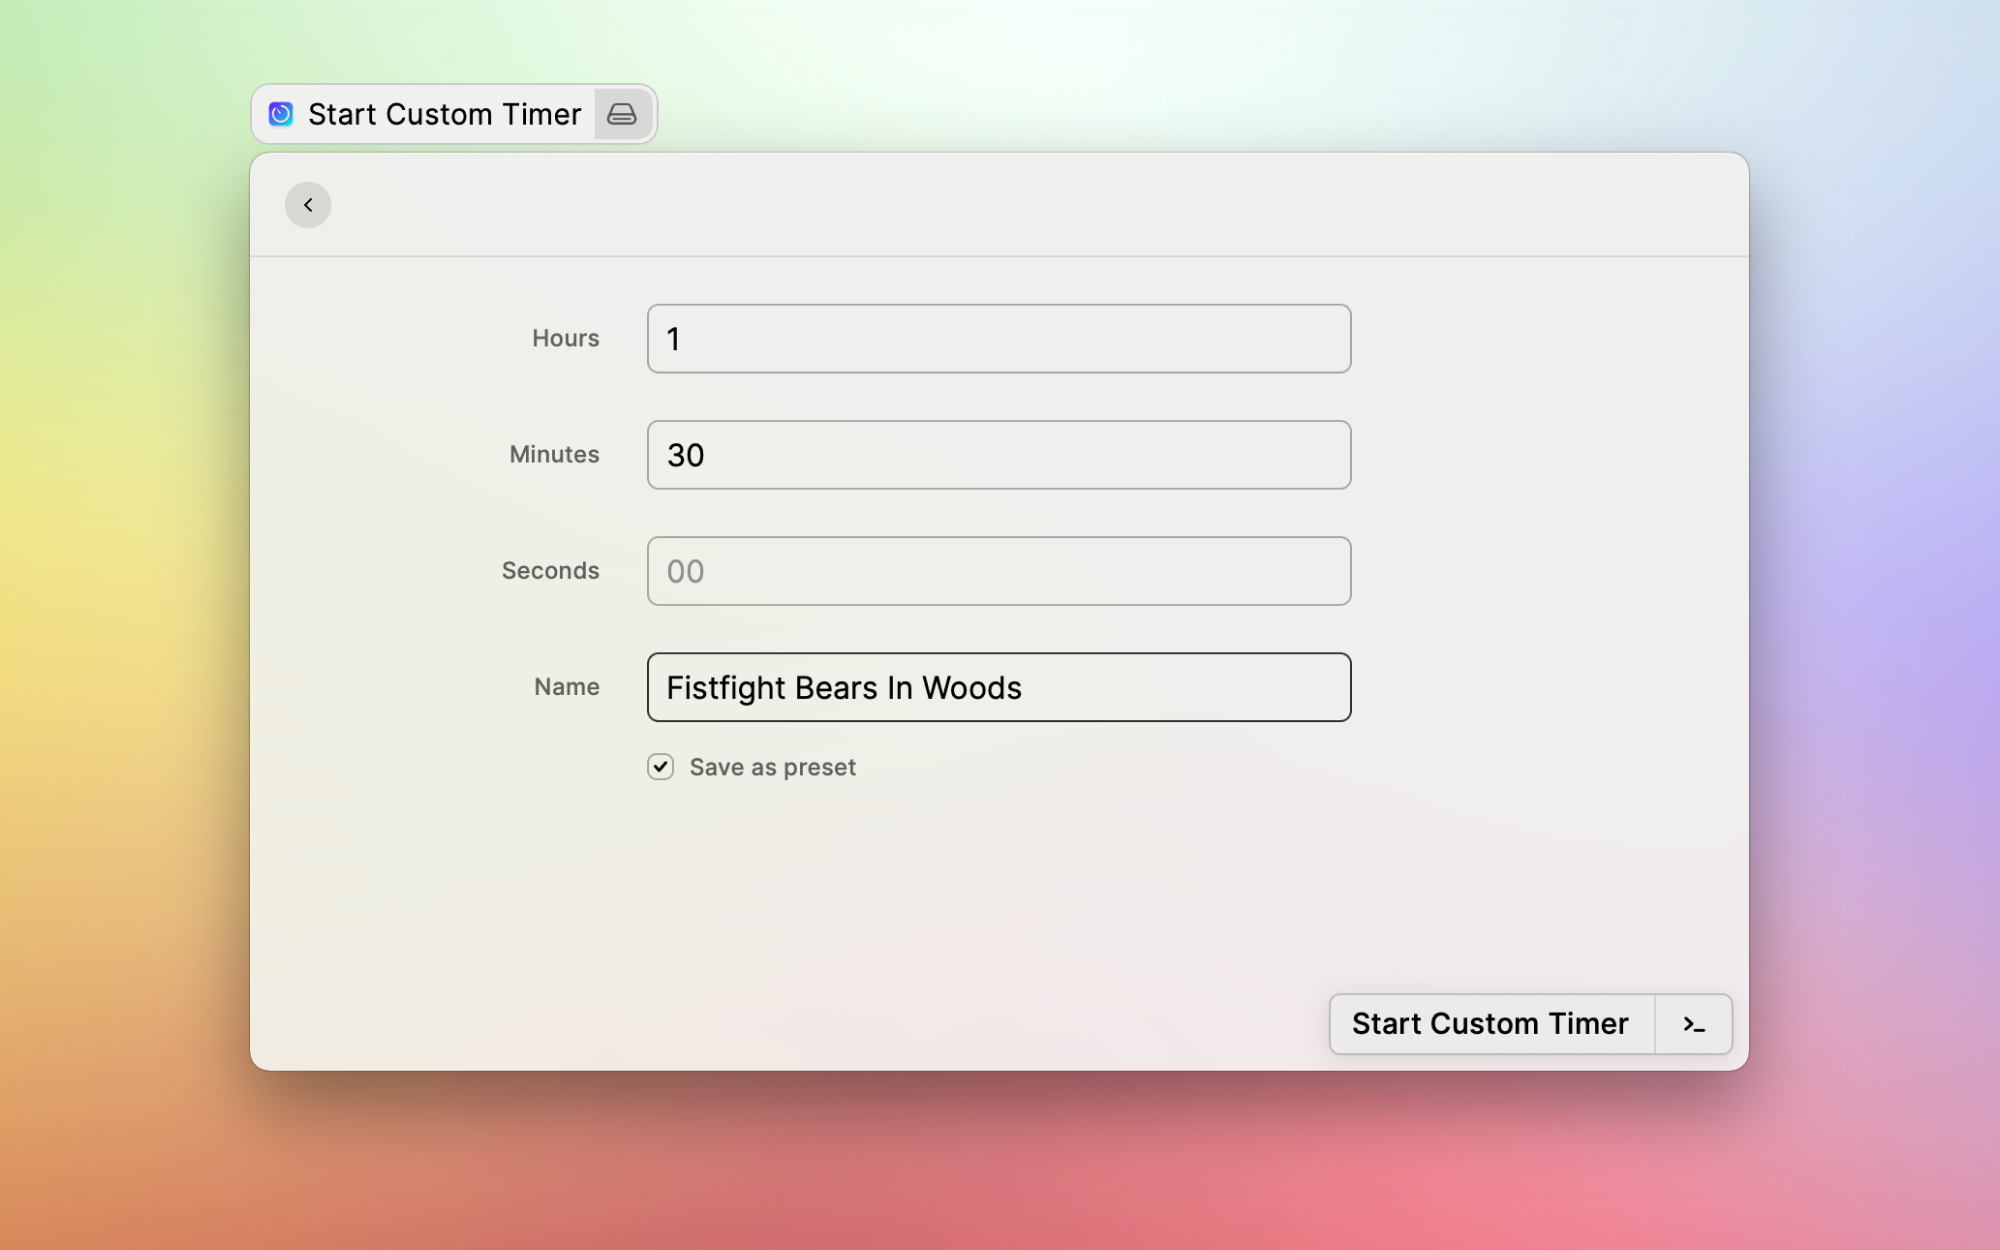 Start Custom Timer
Hours
1
Minutes
30
Seconds
00
Name
Fistfight Bears In Woods
Save as preset
Start Custom Timer